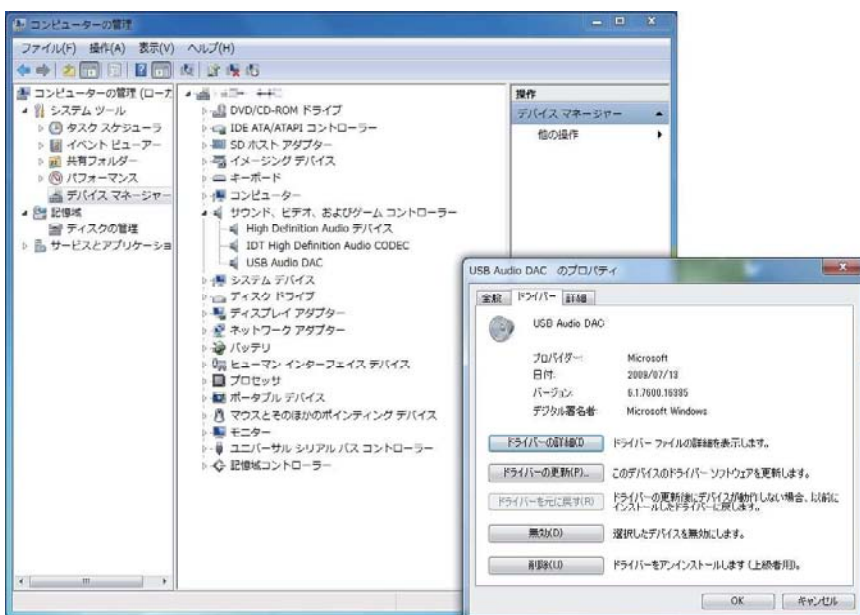 コンピューターの管理
ファイル(F) 操作(A) 表示(V) ヘルプ(H)
コンピューターの管理 (ローカ
システム ツール
タスク スケジューラ
イベント ビューアー
共有フォルダー
パフォーマンス
デバイス マネージャー
記憶域
ディスクの管理
サービスとアプリケーショ
DVD/CD-ROM ドライブ
IDE ATA/ATAPI コントローラー
SD ホスト アダプター
イメージング デバイス
キーボード
コンピューター
サウンド、ビデオ、およびゲーム コントローラー
High Definition Audio デバイス
IDT High Definition Audio CODEC
USB Audio DAC
システム デバイス
ディスク ドライブ
ディスプレイ アダプター
ネットワーク アダプター
バッテリ
ヒューマン インターフェイス デバイス
プロセッサ
ポータブル デバイス
マウスとそのほかのポインティング デバイス
モニター
ユニバーサル シリアル バス コントローラー
記憶域コントローラー
操作
デバイス マネージャー
他の操作
USB Audio DAC のプロパティ
全般 ドライバー 詳細
USB Audio DAC
プロバイダー: Microsoft
日付: 2009/07/13
バージョン: 6.1.7600.16385
デジタル署名者: Microsoft Windows
ドライバーの詳細(I) ドライバー ファイルの詳細を表示します。
ドライバーの更新(P)... このデバイスのドライバー ソフトウェアを更新します。
ドライバーを元に戻す(R) ドライバーの更新後にデバイスが動作しない場合、以前に
インストールしたドライバーに戻します。
無効(D) 選択したデバイスを無効にします。
削除(U) ドライバーをアンインストールします (上級者用)。
OK キャンセル